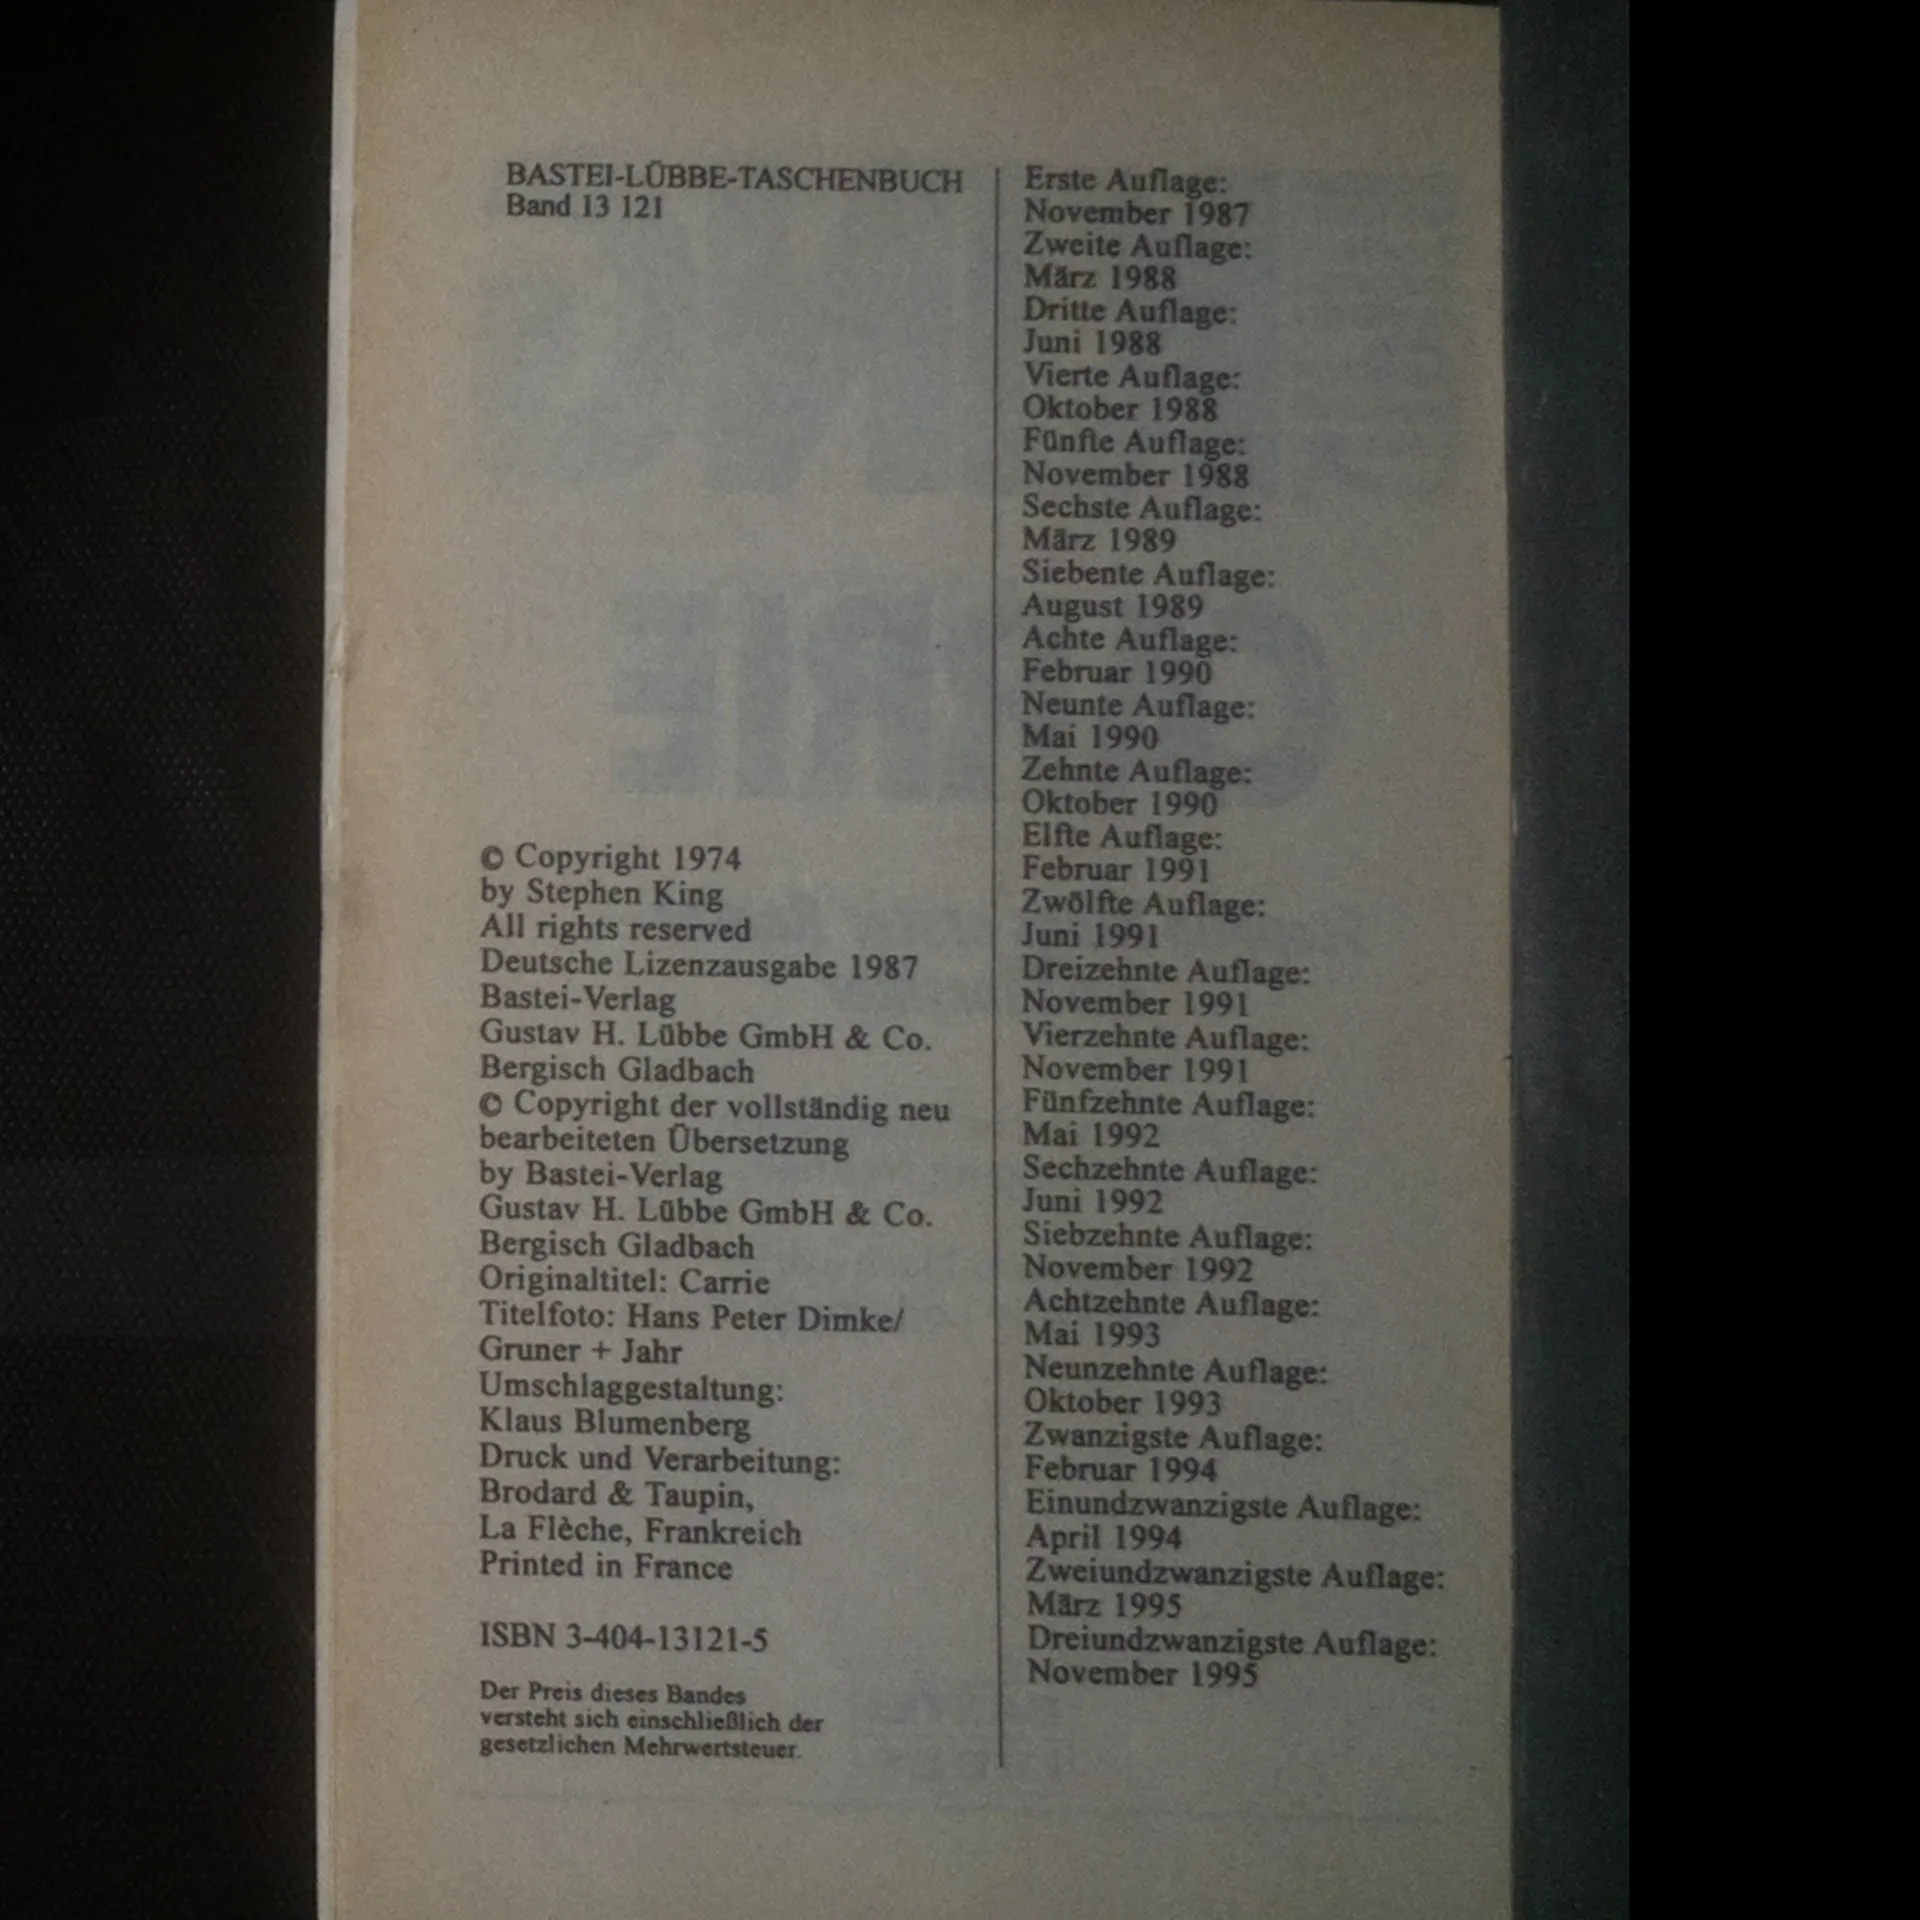 BASTEI-LÜBBE-TASCHENBUCH
Band 13 121
© Copyright 1974
by Stephen King
All rights reserved
Deutsche Lizenzausgabe 1987
Bastei-Verlag
Gustav H. Lübbe GmbH & Co.
Bergisch Gladbach
© Copyright der vollständig neu
bearbeiteten Übersetzung
by Bastei-Verlag
Gustav H. Lübbe GmbH & Co.
Bergisch Gladbach
Originaltitel: Carrie
Titelfoto: Hans Peter Dimke/
Gruner + Jahr
Umschlaggestaltung:
Klaus Blumenberg
Druck und Verarbeitung:
Brodard & Taupin,
La Flèche, Frankreich
Printed in France
ISBN 3-404-13121-5
Der Preis dieses Bandes
versteht sich einschließlich der
gesetzlichen Mehrwertsteuer.
Erste Auflage:
November 1987
Zweite Auflage:
März 1988
Dritte Auflage:
Juni 1988
Vierte Auflage:
Oktober 1988
Fünfte Auflage:
November 1988
Sechste Auflage:
März 1989
Siebente Auflage:
August 1989
Achte Auflage:
Februar 1990
Neunte Auflage:
Mai 1990
Zehnte Auflage:
Oktober 1990
Elfte Auflage:
Februar 1991
Zwölfte Auflage:
Juni 1991
Dreizehnte Auflage:
November 1991
Vierzehnte Auflage:
November 1991
Fünfzehnte Auflage:
Mai 1992
Sechzehnte Auflage:
Juni 1992
Siebzehnte Auflage:
November 1992
Achtzehnte Auflage:
Mai 1993
Neunzehnte Auflage:
Oktober 1993
Zwanzigste Auflage:
Februar 1994
Einundzwanzigste Auflage:
April 1994
Zweiundzwanzigste Auflage:
März 1995
Dreiundzwanzigste Auflage:
November 1995